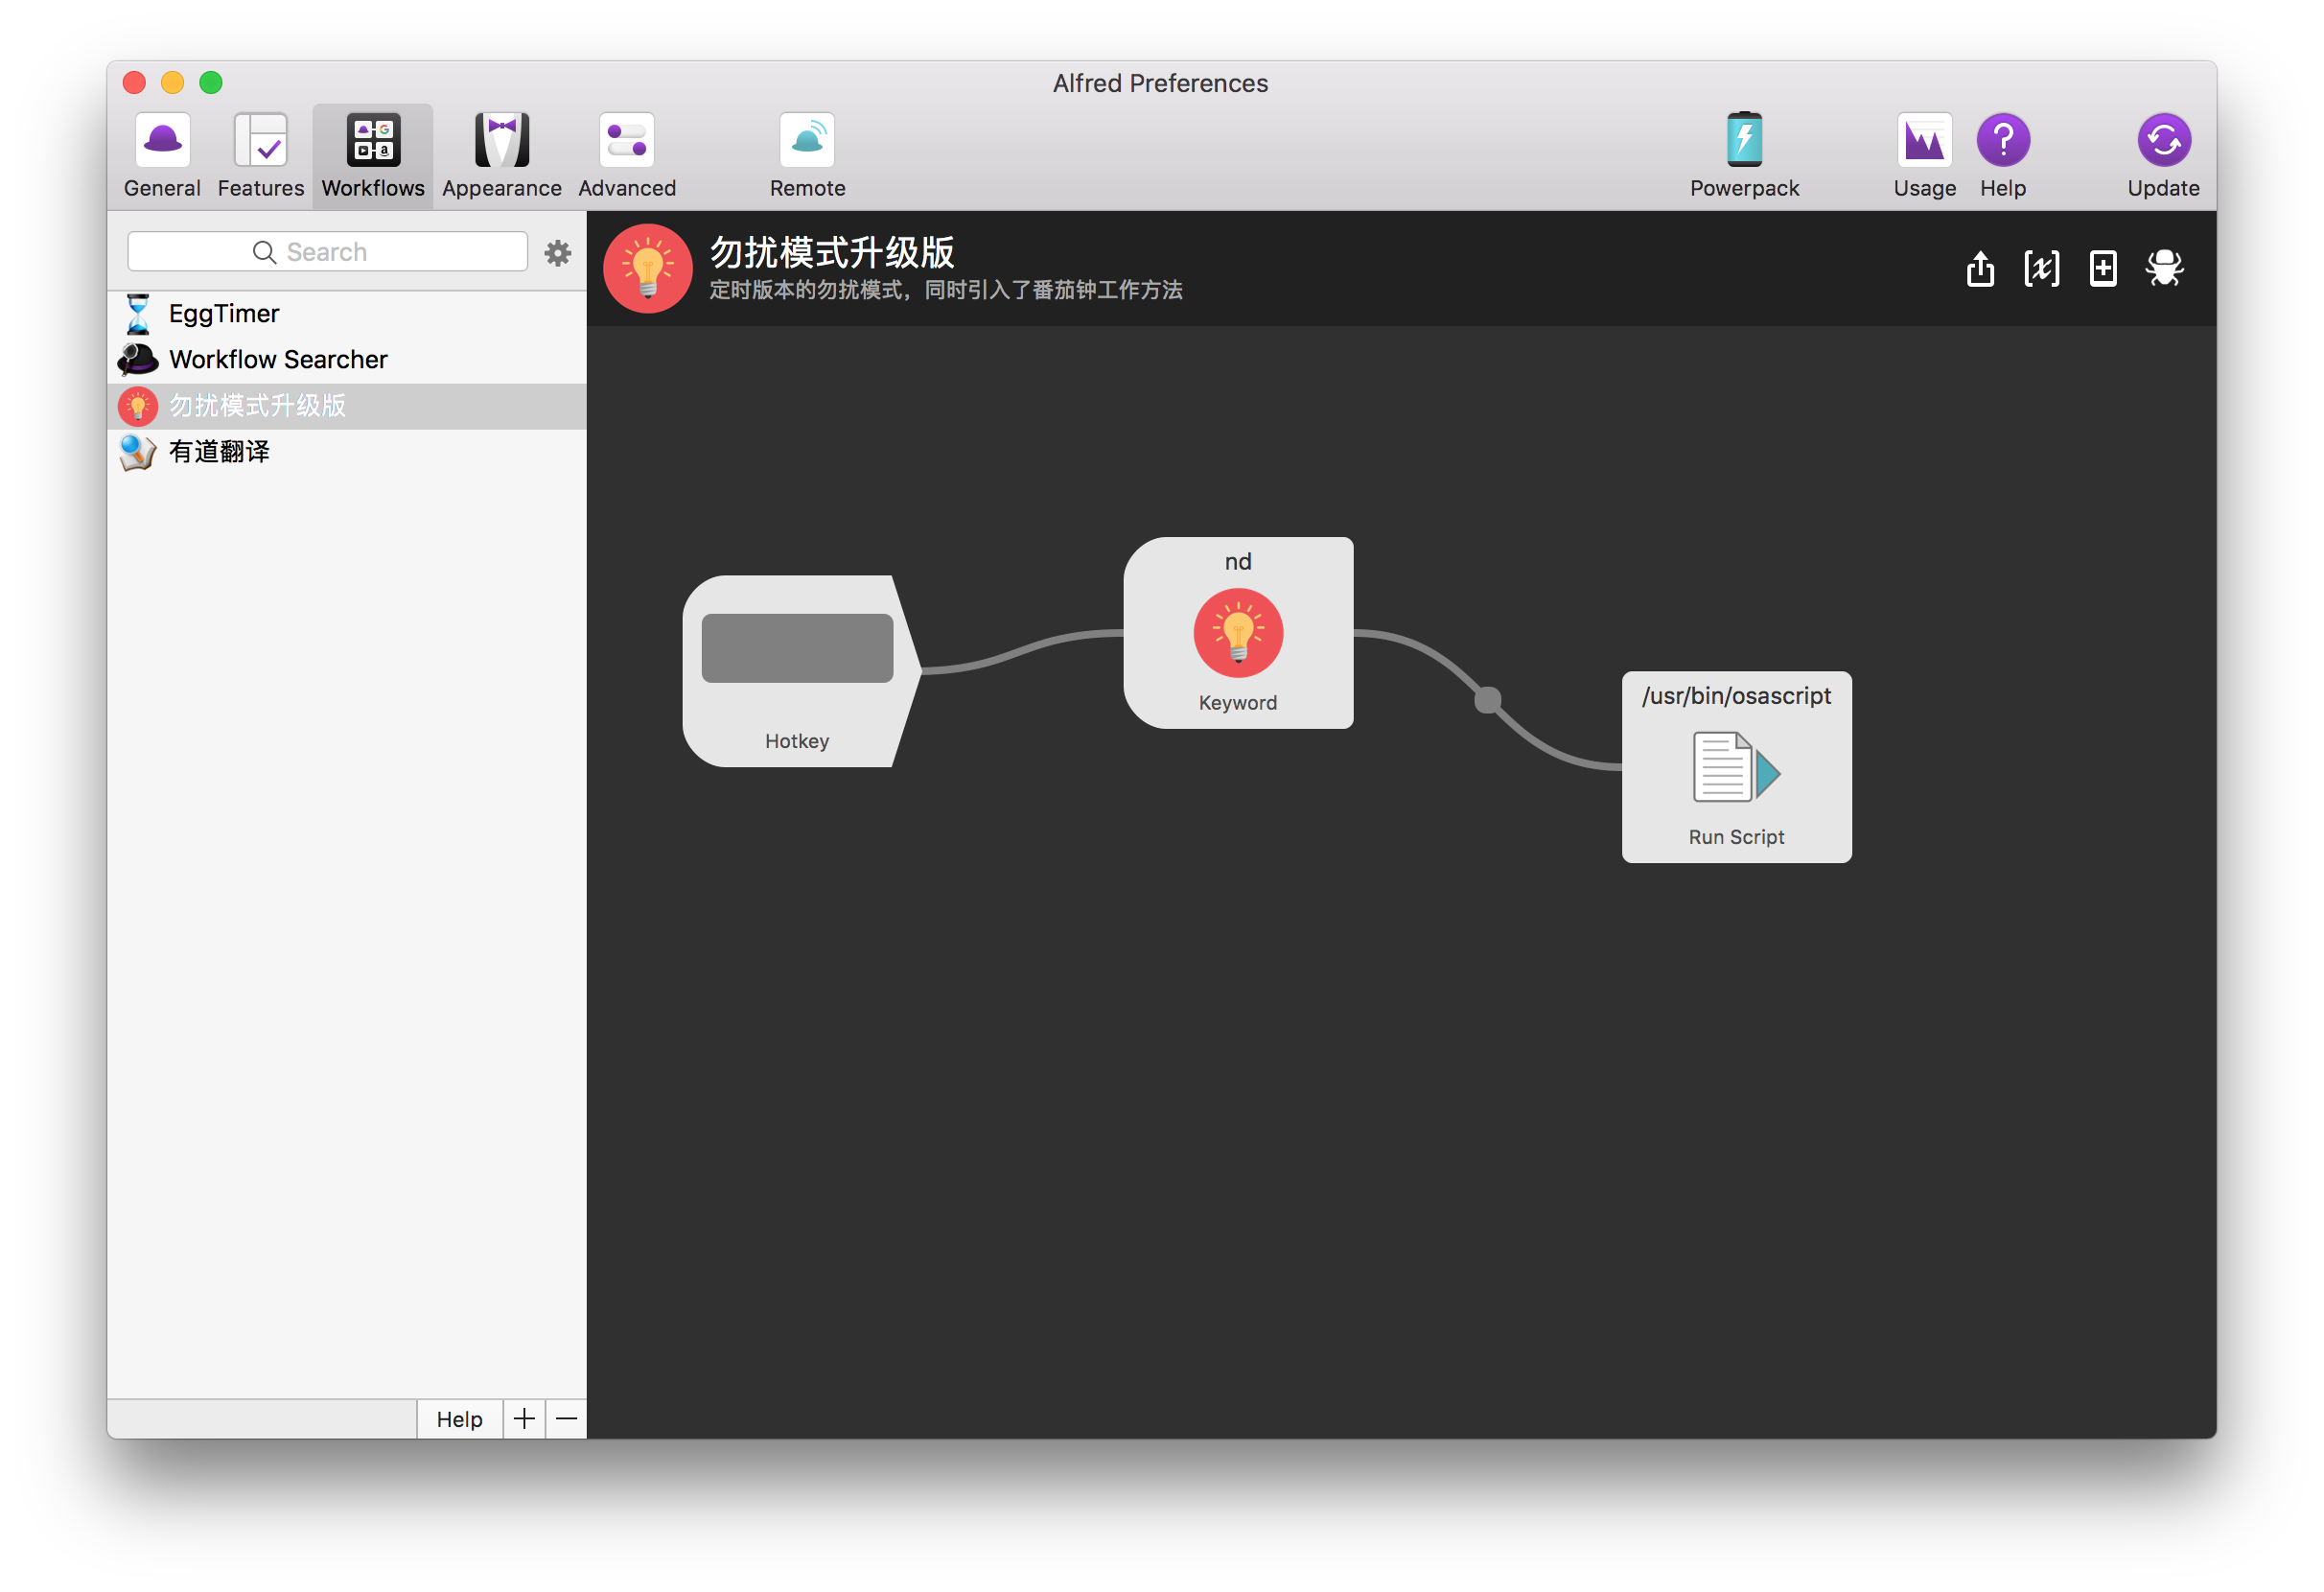 Alfred Preferences
General Features Workflows Appearance Advanced Remote Powerpack Usage Help Update
Search
EggTimer
Workflow Searcher
勿扰模式升级版
有道翻译
Help
勿扰模式升级版
定时版本的勿扰模式，同时引入了番茄钟工作方法
Hotkey
nd
Keyword
/usr/bin/osascript
Run Script